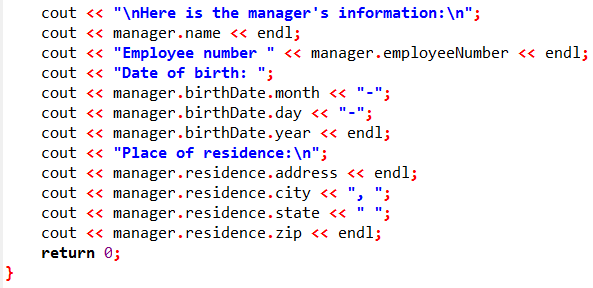 cout << "\nHere is the manager's information:\n";
cout << manager.name << endl;
cout << "Employee number " << manager.employeeNumber << endl;
cout << "Date of birth: ";
cout << manager.birthDate.month << "-";
cout << manager.birthDate.day << "-";
cout << manager.birthDate.year << endl;
cout << "Place of residence:\n";
cout << manager.residence.address << endl;
cout << manager.residence.city << ", ";
cout << manager.residence.state << " ";
cout << manager.residence.zip << endl;
return 0;
}